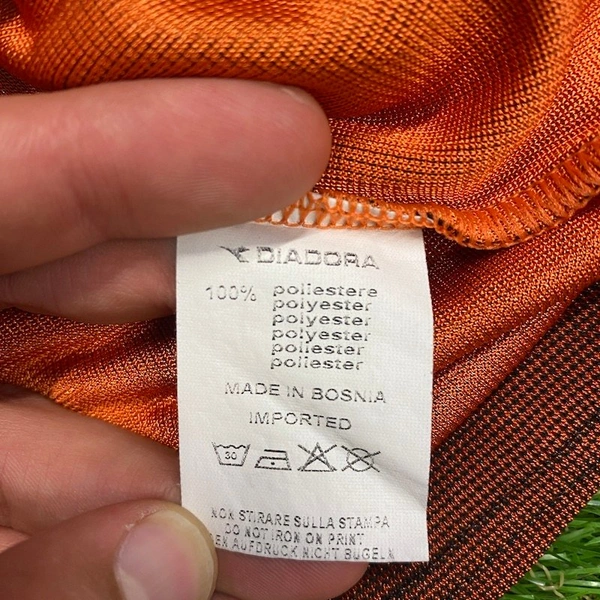 DIADORA
100% poliestere
polyester
polyester
polyester
poliester
poliester
MADE IN BOSNIA
IMPORTED
30
NON STIRARE SULLA STAMPA
DO NOT IRON ON PRINT
DEN AUFDRUCK NICHT BUGELN